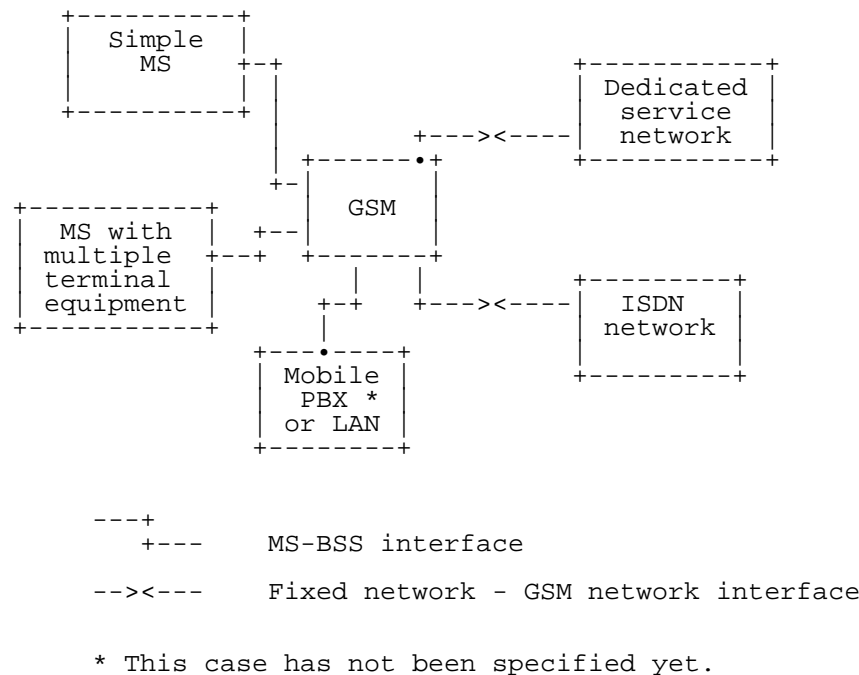 Simple
MS
Dedicated
service
network
GSM
MS with
multiple
terminal
equipment
ISDN
network
Mobile
PBX *
or LAN
MS-BSS interface
Fixed network - GSM network interface
* This case has not been specified yet.